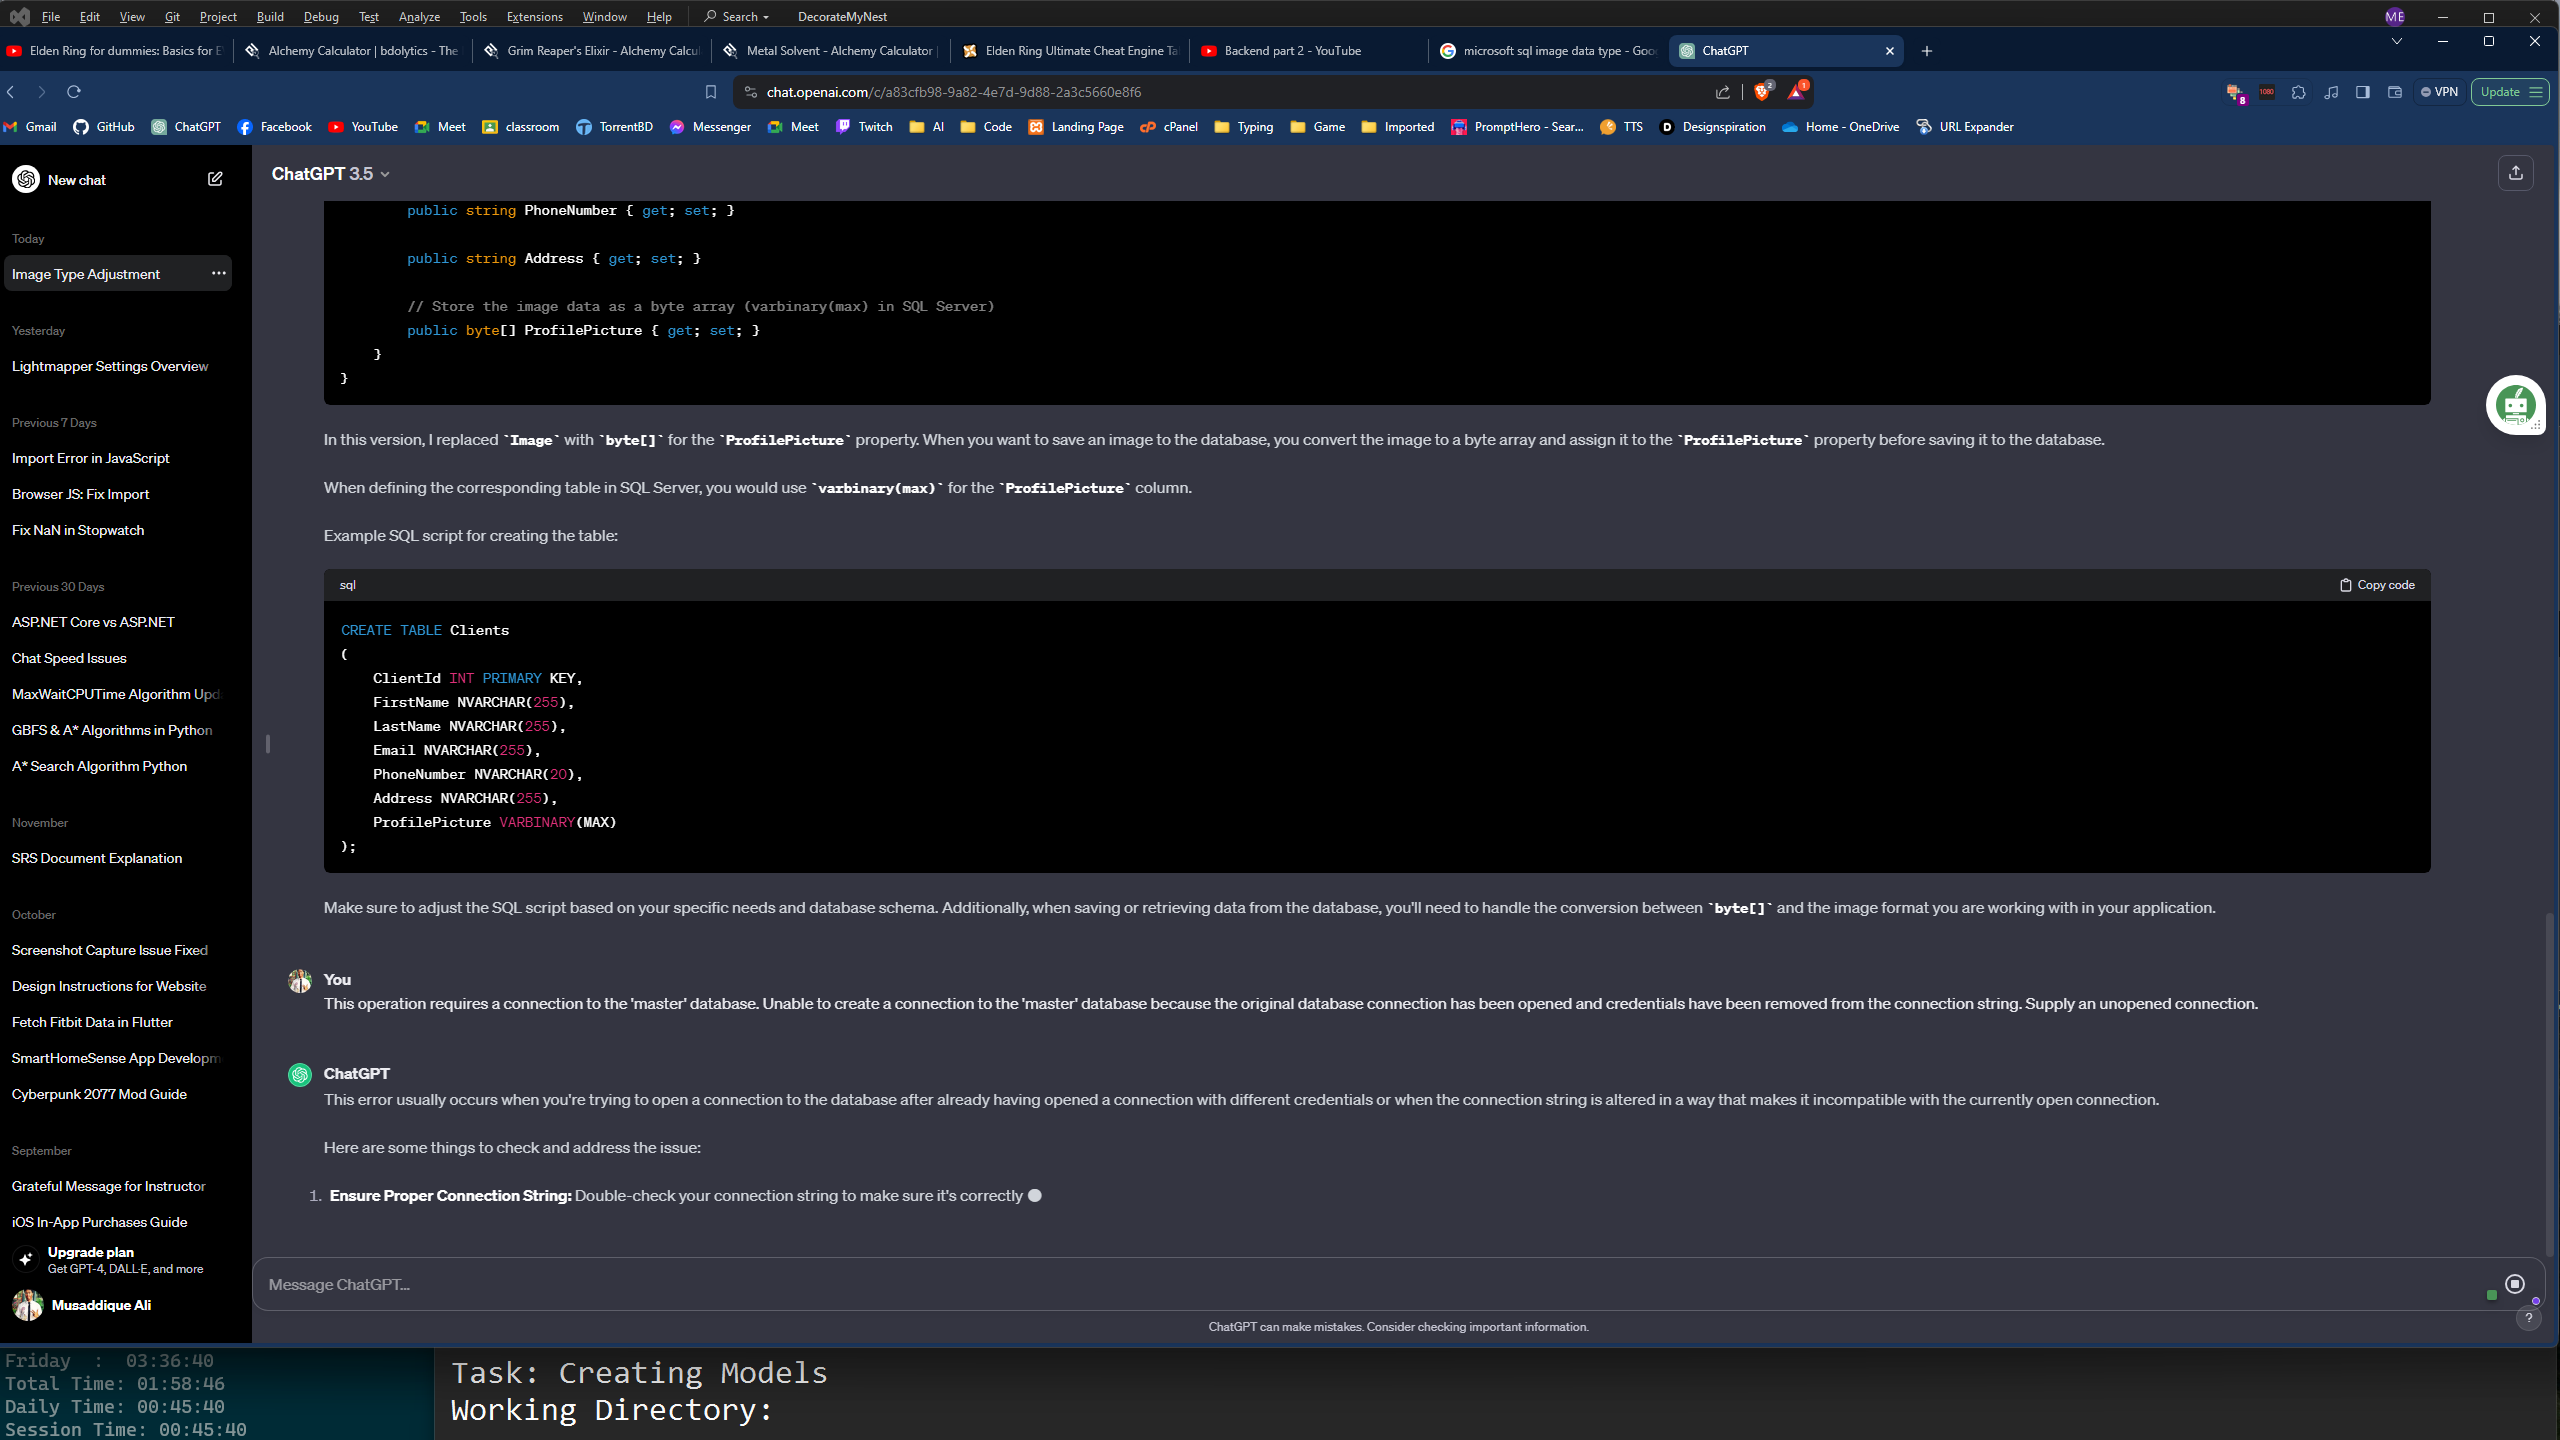 File Edit View Git Project Build Debug Test Analyze Tools Extensions Window Help Search DecorateMyNest ME
Elden Ring for dummies: Basics for E
Alchemy Calculator | bdolytics - The
Grim Reaper's Elixir - Alchemy Calcu
Metal Solvent - Alchemy Calculator |
Elden Ring Ultimate Cheat Engine Ta
Backend part 2 - YouTube
microsoft sql image data type - Goo
ChatGPT
chat.openai.com/c/a83cfb98-9a82-4e7d-9d88-2a3c5660e8f6
2
1
8
1080
VPN
Update
Gmail GitHub ChatGPT Facebook YouTube Meet classroom TorrentBD Messenger Meet Twitch AI Code Landing Page cPanel Typing Game Imported PromptHero - Sear... TTS Designspiration Home - OneDrive URL Expander
New chat
Today
Image Type Adjustment
Yesterday
Lightmapper Settings Overview
Previous 7 Days
Import Error in JavaScript
Browser JS: Fix Import
Fix NaN in Stopwatch
Previous 30 Days
ASP.NET Core vs ASP.NET
Chat Speed Issues
MaxWaitCPUTime Algorithm Upd
GBFS & A* Algorithms in Python
A* Search Algorithm Python
November
SRS Document Explanation
October
Screenshot Capture Issue Fixed
Design Instructions for Website
Fetch Fitbit Data in Flutter
SmartHomeSense App Developm
Cyberpunk 2077 Mod Guide
September
Grateful Message for Instructor
iOS In-App Purchases Guide
Upgrade plan
Get GPT-4, DALL·E, and more
Musaddique Ali
ChatGPT 3.5
public string PhoneNumber { get; set; }
public string Address { get; set; }
// Store the image data as a byte array (varbinary(max) in SQL Server)
public byte[] ProfilePicture { get; set; }
}
}
In this version, I replaced `Image` with `byte[]` for the `ProfilePicture` property. When you want to save an image to the database, you convert the image to a byte array and assign it to the `ProfilePicture` property before saving it to the database.
When defining the corresponding table in SQL Server, you would use `varbinary(max)` for the `ProfilePicture` column.
Example SQL script for creating the table:
sql
Copy code
CREATE TABLE Clients
(
ClientId INT PRIMARY KEY,
FirstName NVARCHAR(255),
LastName NVARCHAR(255),
Email NVARCHAR(255),
PhoneNumber NVARCHAR(20),
Address NVARCHAR(255),
ProfilePicture VARBINARY(MAX)
);
Make sure to adjust the SQL script based on your specific needs and database schema. Additionally, when saving or retrieving data from the database, you'll need to handle the conversion between `byte[]` and the image format you are working with in your application.
You
This operation requires a connection to the 'master' database. Unable to create a connection to the 'master' database because the original database connection has been opened and credentials have been removed from the connection string. Supply an unopened connection.
ChatGPT
This error usually occurs when you're trying to open a connection to the database after already having opened a connection with different credentials or when the connection string is altered in a way that makes it incompatible with the currently open connection.
Here are some things to check and address the issue:
1. Ensure Proper Connection String: Double-check your connection string to make sure it's correctly
Message ChatGPT...
ChatGPT can make mistakes. Consider checking important information.
?
Friday : 03:36:40
Total Time: 01:58:46
Daily Time: 00:45:40
Session Time: 00:45:40
Task: Creating Models
Working Directory: